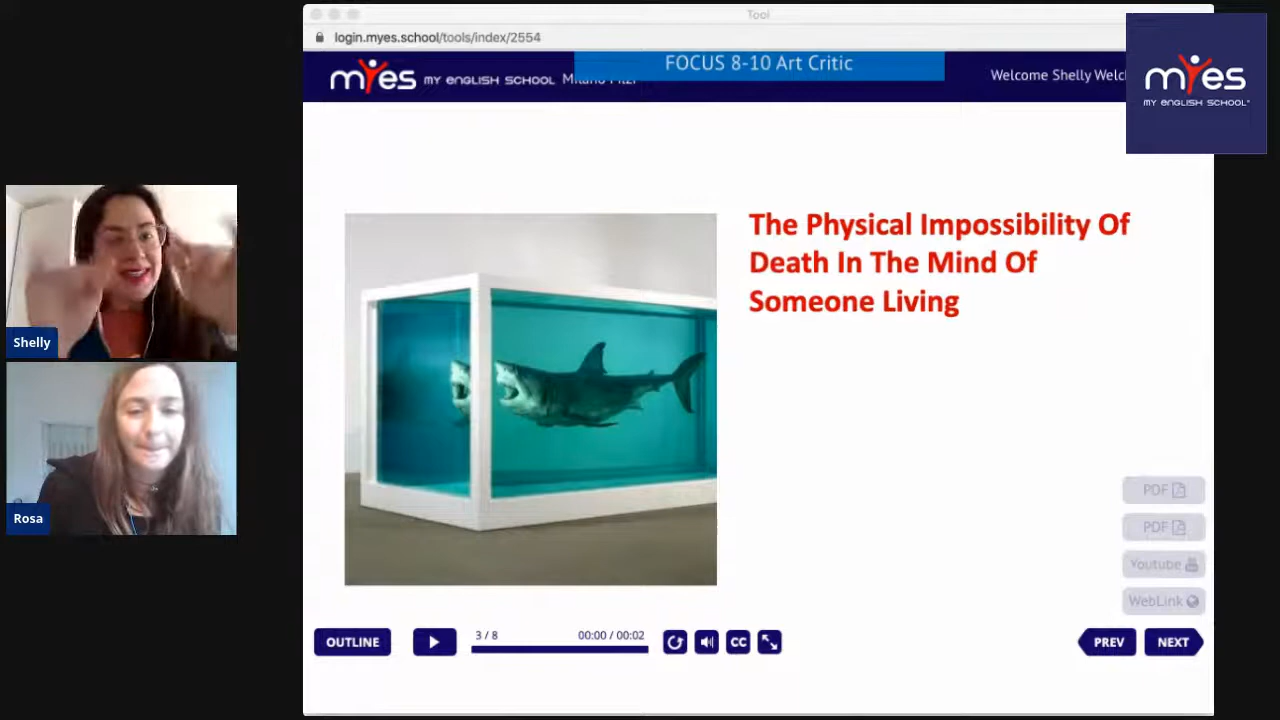 Tool
login.myes.school/tools/index/2554
FOCUS 8-10 Art Critic
myes MY ENGLISH SCHOOL
Welcome Shelly Welch
myes
MY ENGLISH SCHOOL
The Physical Impossibility Of
Death In The Mind Of
Someone Living
Shelly
Rosa
PDF
PDF
Youtube
WebLink
OUTLINE
3 / 8
00:00 / 00:02
CC
PREV
NEXT